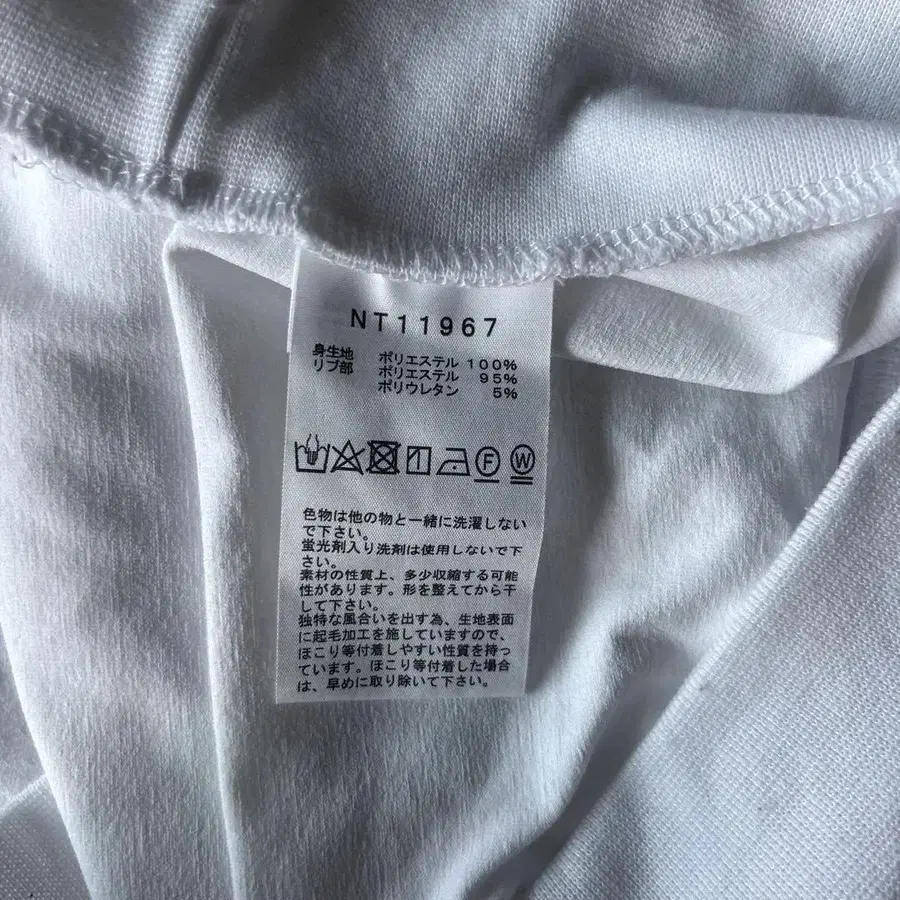 NT11967
身生地 ポリエステル 100%
リブ部 ポリエステル 95%
ポリウレタン 5%
F W
色物は他の物と一緒に洗濯しない
で下さい。
蛍光剤入り洗剤は使用しないで下
さい。
素材の性質上、多少収縮する可能
性があります。形を整えてから干
して下さい。
独特な風合いを出す為、生地表面
に起毛加工を施していますので、
ほこり等付着しやすい性質を持っ
ています。ほこり等付着した場合
は、早めに取り除いて下さい。